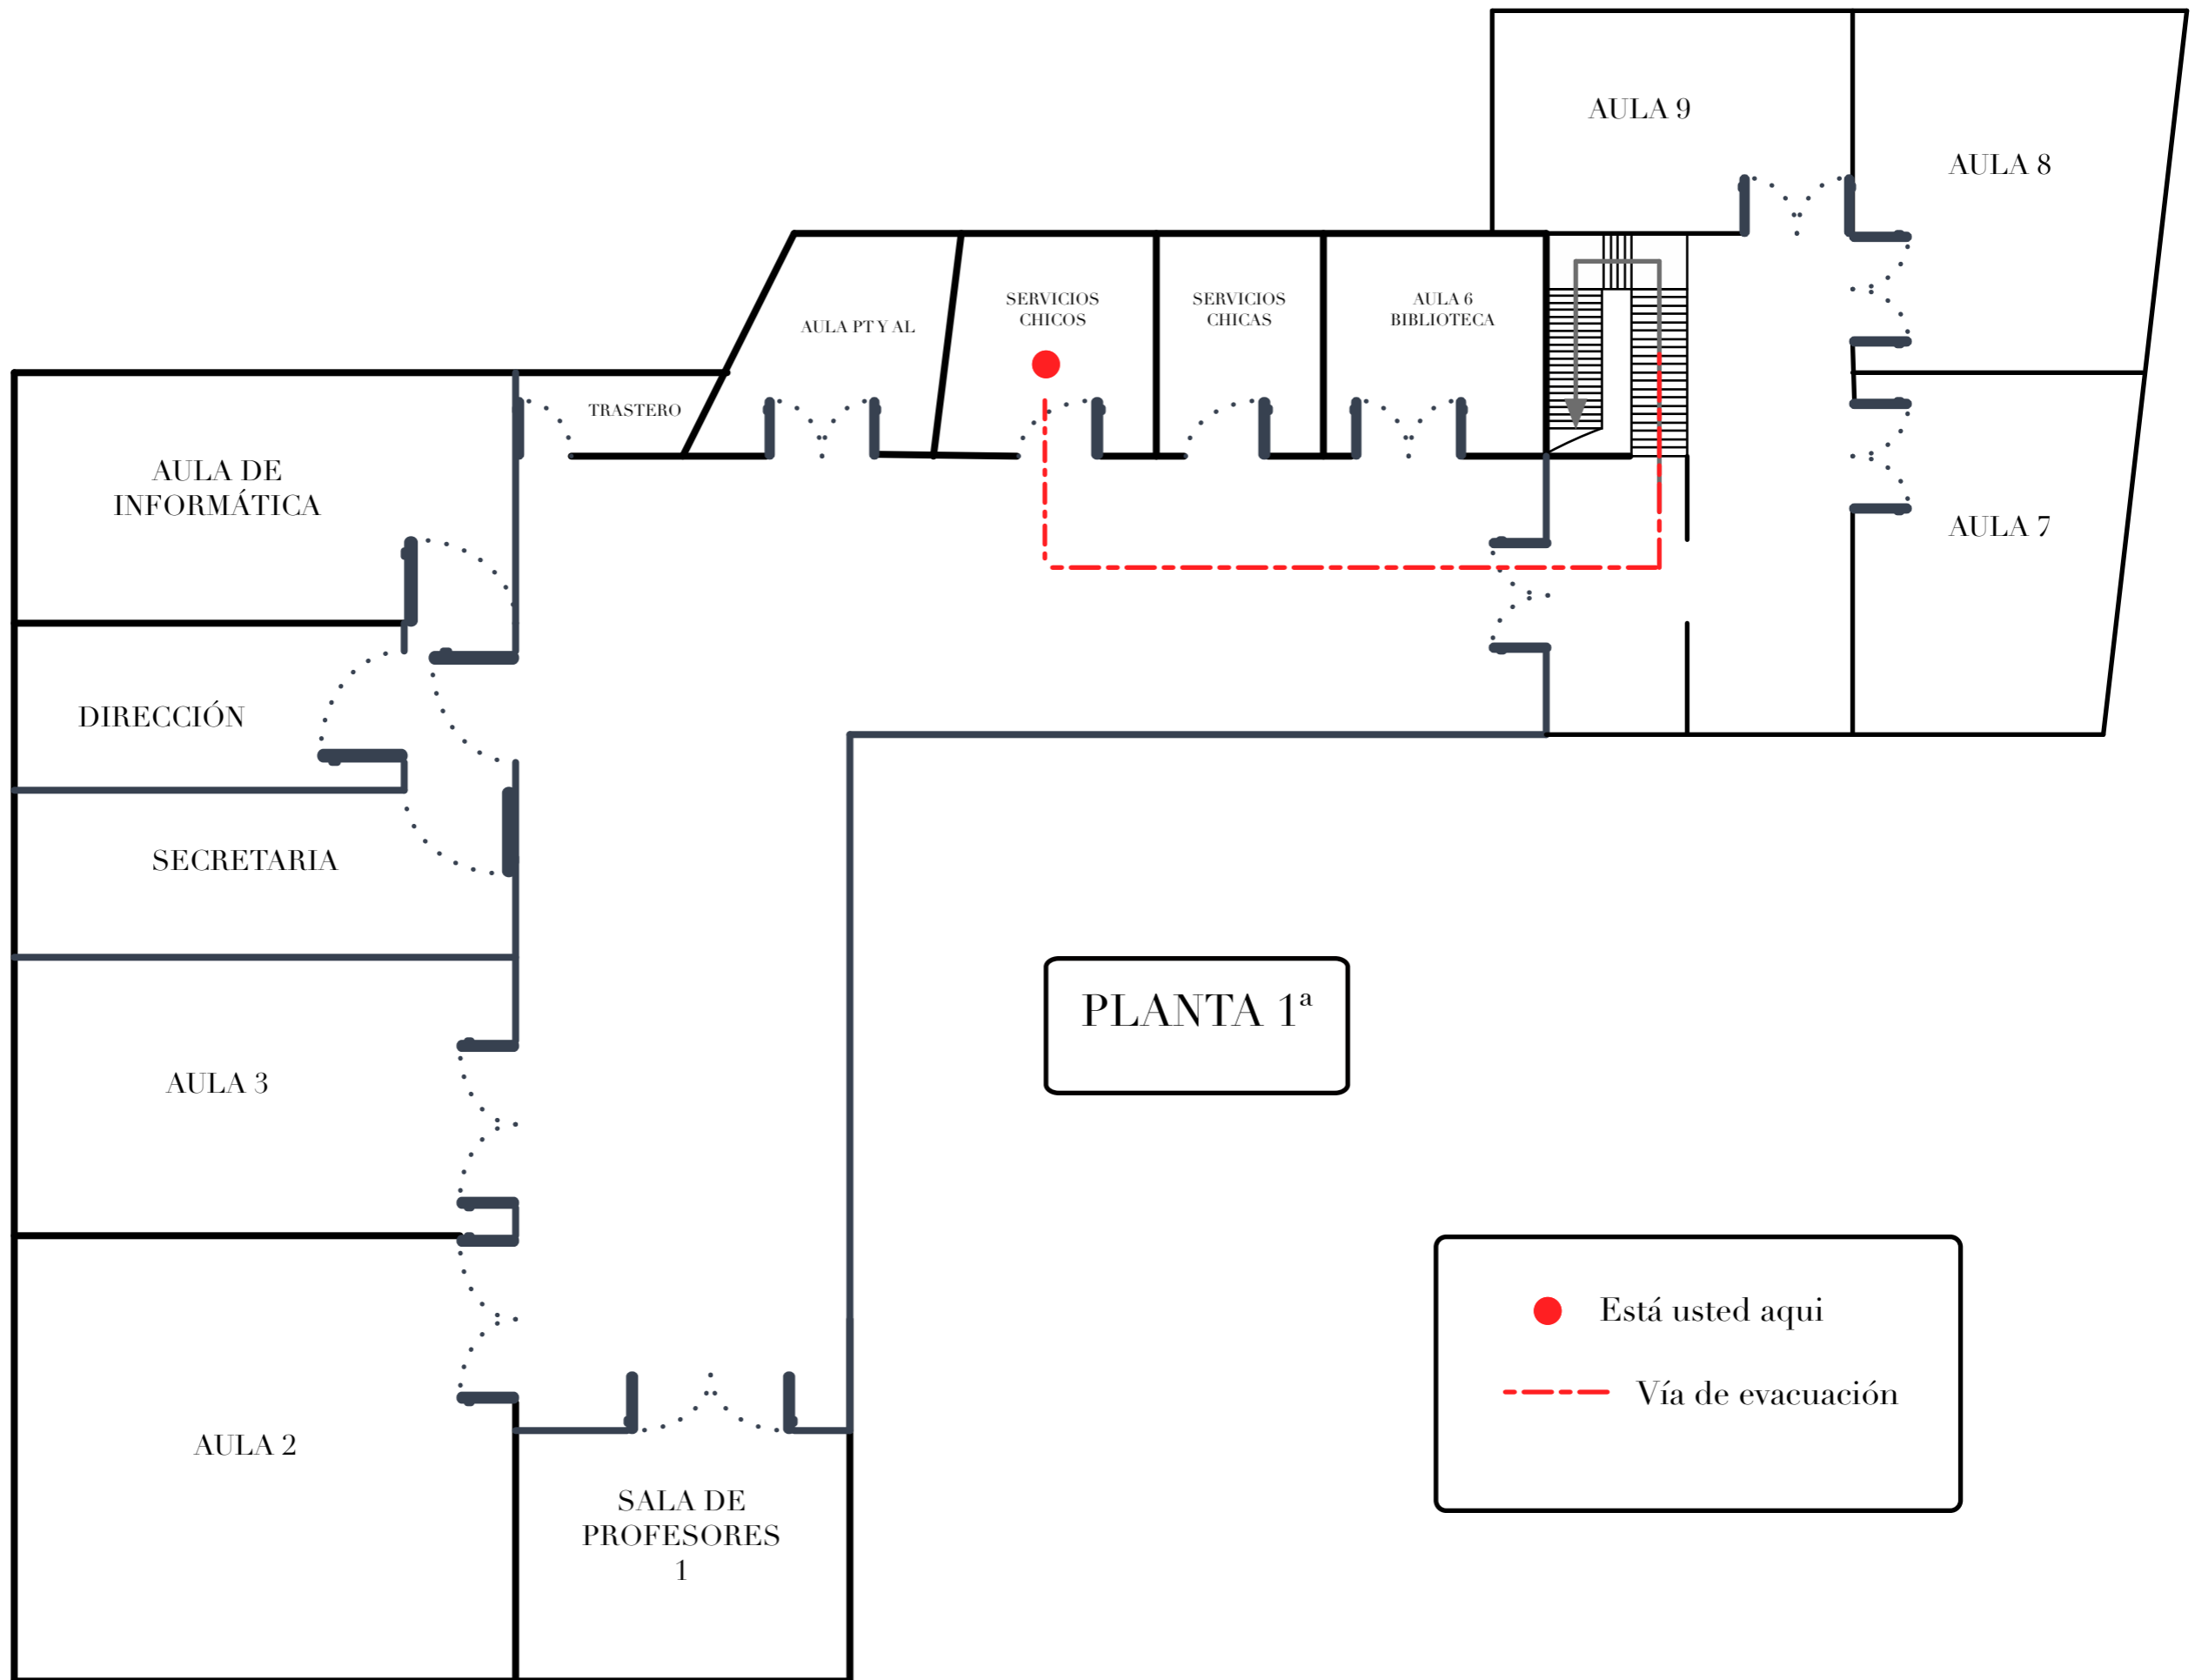 AULA 9
AULA 8
SERVICIOS
CHICOS
SERVICIOS
CHICAS
AULA 6
BIBLIOTECA
AULA PT Y AL
TRASTERO
AULA DE
INFORMÁTICA
AULA 7
DIRECCIÓN
SECRETARIA
PLANTA 1ª
AULA 3
Está usted aqui
Vía de evacuación
AULA 2
SALA DE
PROFESORES
1